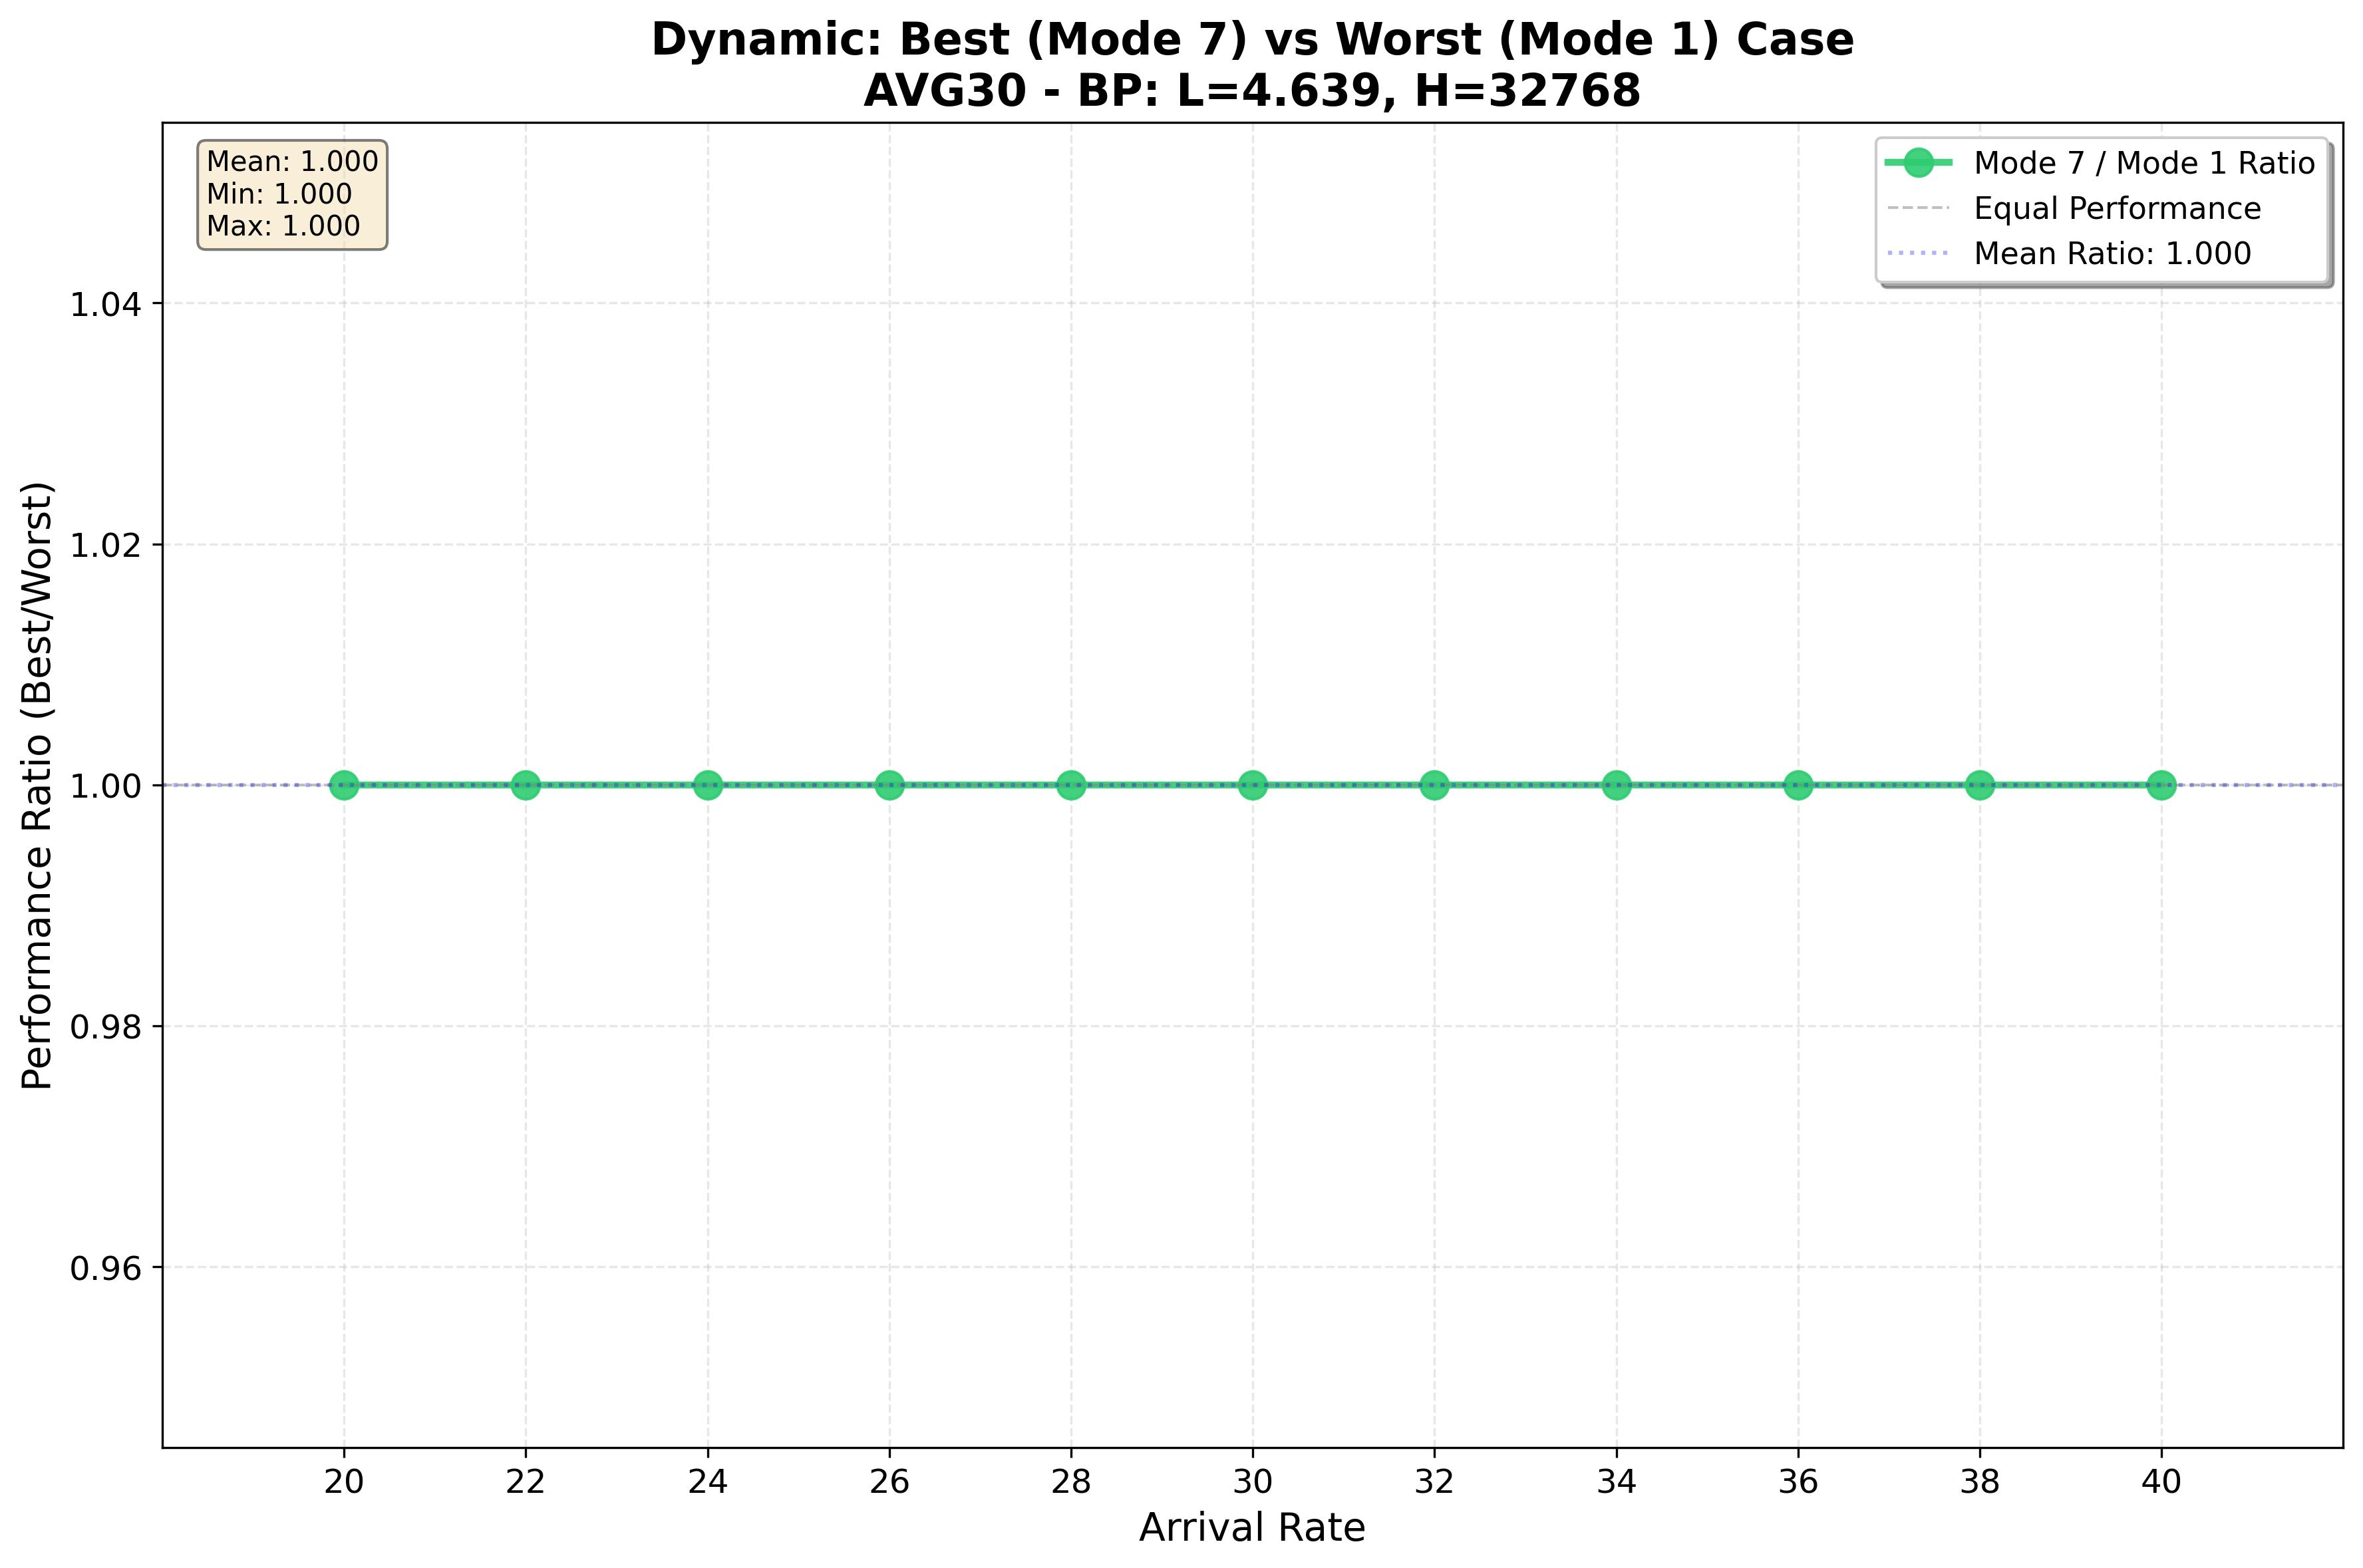 Dynamic: Best (Mode 7) vs Worst (Mode 1) Case
AVG30 - BP: L=4.639, H=32768
Mean: 1.000
Min: 1.000
Max: 1.000
Mode 7 / Mode 1 Ratio
Equal Performance
Mean Ratio: 1.000
Performance Ratio (Best/Worst)
1.04
1.02
1.00
0.98
0.96
20 22 24 26 28 30 32 34 36 38 40
Arrival Rate